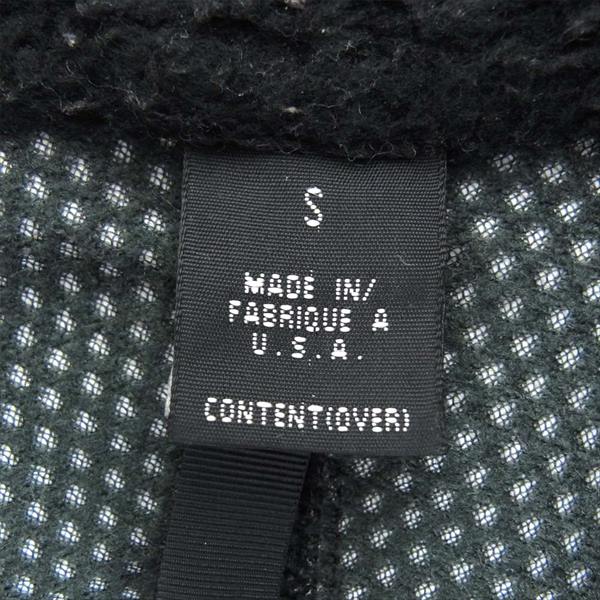 S
MADE IN/
FABRIQUE A
U.S.A.
CONTENT(OVER)